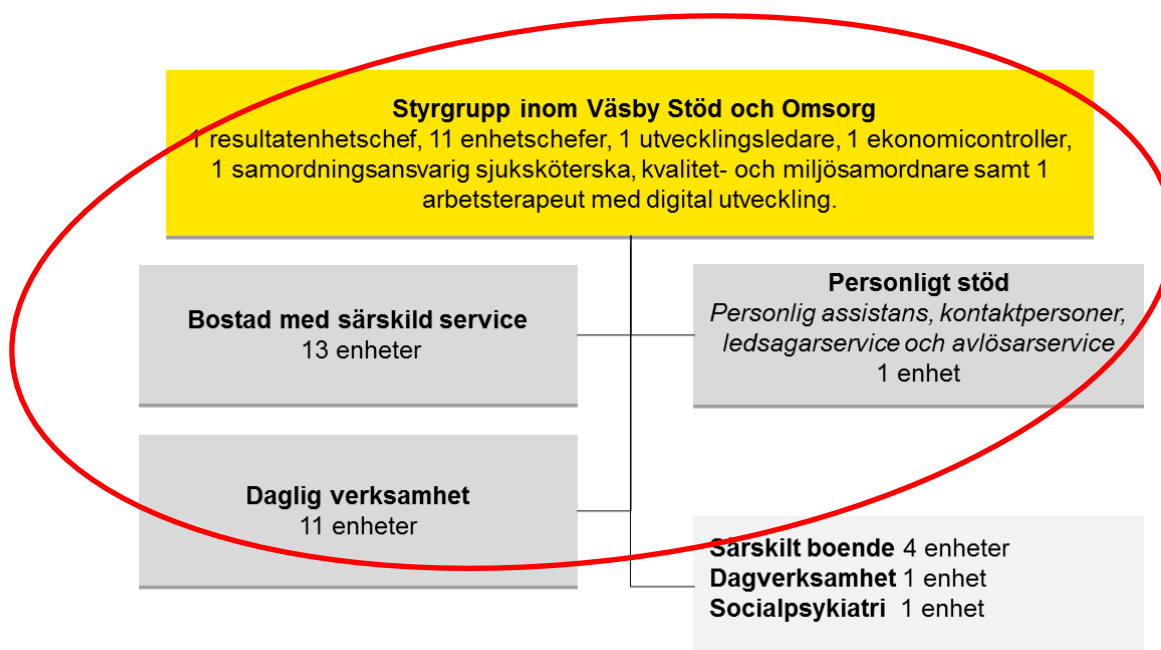 Styrgrupp inom Väsby Stöd och Omsorg
1 resultatenhetschef, 11 enhetschefer, 1 utvecklingsledare, 1 ekonomicontroller,
1 samordningsansvarig sjuksköterska, kvalitet- och miljösamordnare samt 1
arbetsterapeut med digital utveckling.
Bostad med särskild service
13 enheter
Personligt stöd
Personlig assistans, kontaktpersoner,
ledsagarservice och avlösarservice
1 enhet
Daglig verksamhet
11 enheter
Särskilt boende 4 enheter
Dagverksamhet 1 enhet
Socialpsykiatri 1 enhet